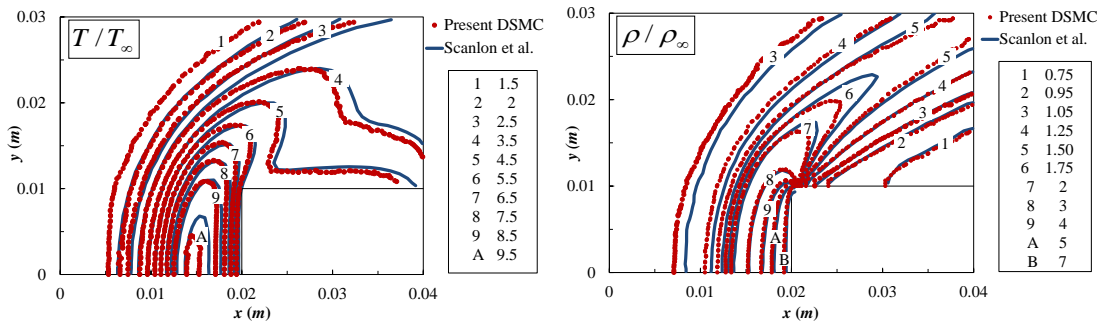 T / T∞
1
2
3
4
5
6
7
8
9
A
Present DSMC
Scanlon et al.
1 1.5
2 2
3 2.5
4 3.5
5 4.5
6 5.5
7 6.5
8 7.5
9 8.5
A 9.5
0.03
0.02
0.01
0
y (m)
0 0.01 0.02 0.03 0.04
x (m)
ρ / ρ∞
3
4
5
6
5
4
3
2
1
7
8
9
A
B
Present DSMC
Scanlon et al.
1 0.75
2 0.95
3 1.05
4 1.25
5 1.50
6 1.75
7 2
8 3
9 4
A 5
B 7
0.03
0.02
0.01
0
y (m)
0 0.01 0.02 0.03 0.04
x (m)